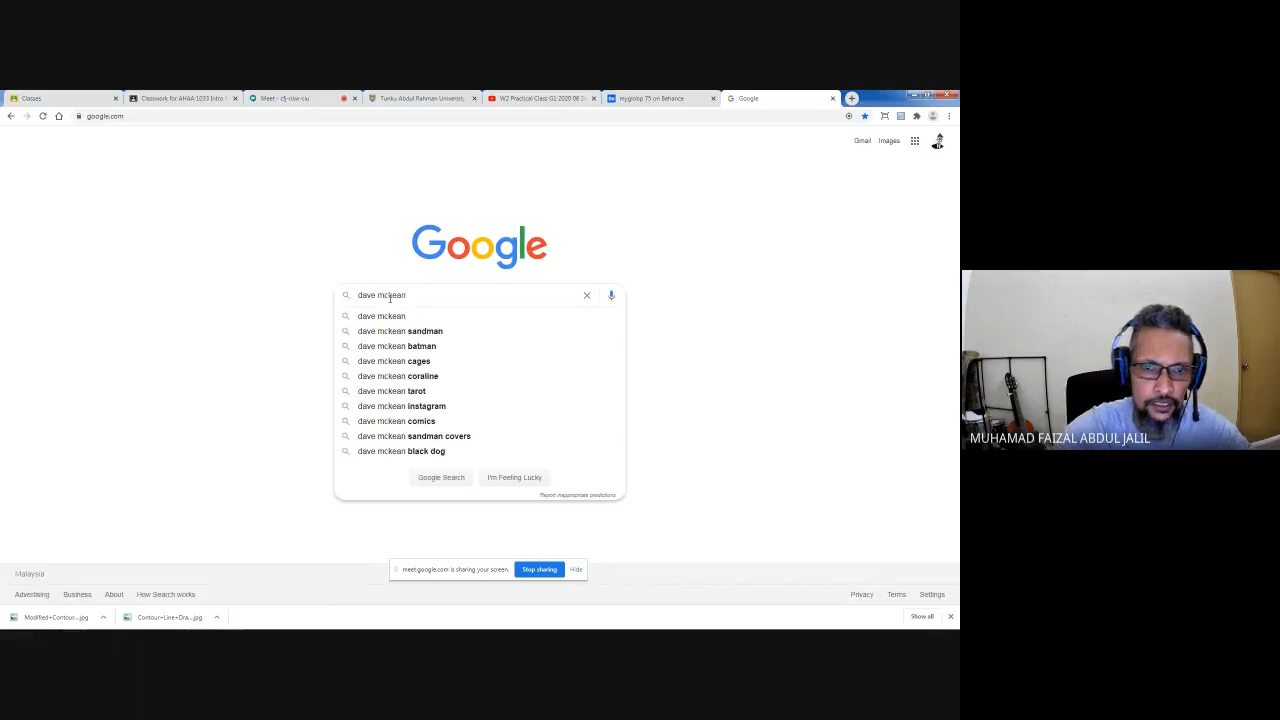 Classes
Classwork for AHAA 1033 Intro
Meet - cfj-nsw-ciu
Tunku Abdul Rahman University
W2 Practical Class G1 2020 06 2
myglobp 75 on Behance
Google
google.com
Gmail
Images
Google
dave mckean
dave mckean
dave mckean sandman
dave mckean batman
dave mckean cages
dave mckean coraline
dave mckean tarot
dave mckean instagram
dave mckean comics
dave mckean sandman covers
dave mckean black dog
Google Search
I'm Feeling Lucky
Report inappropriate predictions
MUHAMAD FAIZAL ABDUL JALIL
meet.google.com is sharing your screen.
Stop sharing
Hide
Malaysia
Advertising
Business
About
How Search works
Privacy
Terms
Settings
Modified+Contour...jpg
Contour+Line+Dra...jpg
Show all